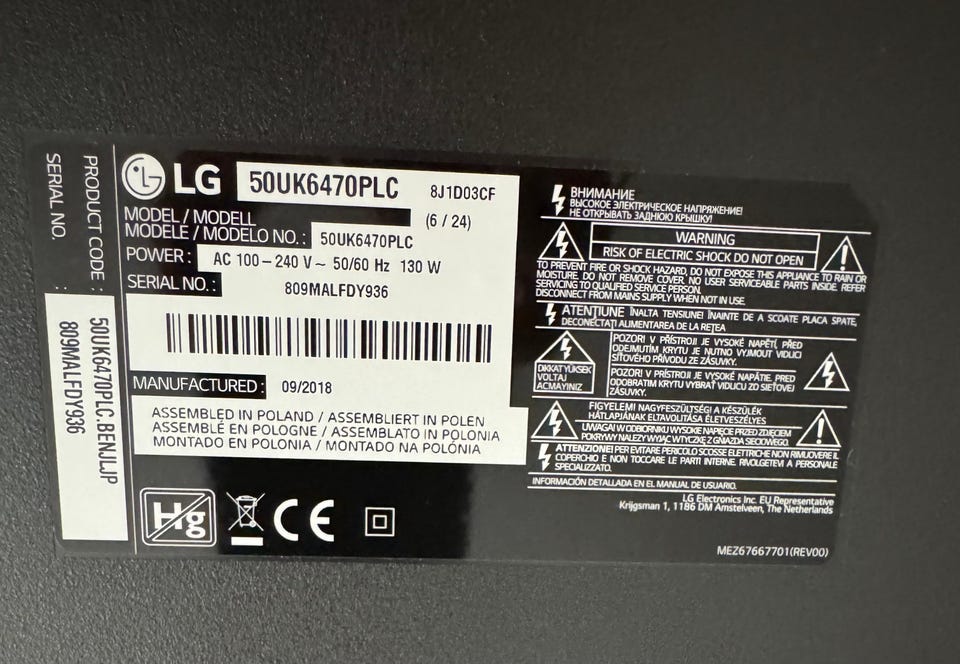 PRODUCT CODE : 50UK6470PLC.BENJLJP
SERIAL NO. : 809MALFDY936
LG 50UK6470PLC 8J1D03CF
MODEL / MODELL (6 / 24)
MODELE / MODELO NO. : 50UK6470PLC
POWER : AC 100-240 V~ 50/60 Hz 130 W
SERIAL NO. : 809MALFDY936
MANUFACTURED : 09/2018
ASSEMBLED IN POLAND / ASSEMBLIERT IN POLEN
ASSEMBLÉ EN POLOGNE / ASSEMBLATO IN POLONIA
MONTADO EN POLONIA / MONTADO NA POLÓNIA
Hg
CE
ВНИМАНИЕ
ВЫСОКОЕ ЭЛЕКТРИЧЕСКОЕ НАПРЯЖЕНИЕ!
НЕ ОТКРЫВАТЬ ЗАДНЮЮ КРЫШКУ!
WARNING
RISK OF ELECTRIC SHOCK DO NOT OPEN
TO PREVENT FIRE OR SHOCK HAZARD, DO NOT EXPOSE THIS APPLIANCE TO RAIN OR
MOISTURE. DO NOT REMOVE COVER. NO USER SERVICEABLE PARTS INSIDE. REFER
SERVICING TO QUALIFIED SERVICE PERSON.
DISCONNECT FROM MAINS SUPPLY WHEN NOT IN USE.
ATENŢIUNE ÎNALTA TENSIUNE! ÎNAINTE DE A SCOATE PLACA SPATE,
DECONECTAŢI ALIMENTAREA DE LA REŢEA
DİKKAT YÜKSEK
VOLTAJ
AÇMAYINIZ
POZOR! V PŘÍSTROJI JE VYSOKÉ NAPĚTÍ, PŘED
ODEJMUTÍM KRYTU JE NUTNO VYJMOUT VIDLICI
SÍŤOVÉHO PŘÍVODU ZE ZÁSUVKY.
POZOR! V PRÍSTROJI JE VYSOKÉ NAPÄTIE. PRED
ODOBRATIM KRYTU VYBRAŤ VIDLICU ZO SIEŤOVEJ
ZÁSUVKY.
FIGYELEM! NAGYFESZÜLTSÉG! A KÉSZÜLÉK
HÁTLAPJÁNAK ELTÁVOLÍTÁSA ÉLETVESZÉLYES
UWAGA! W ODBIORNIKU WYSOKIE NAPIĘCIE PRZED ZDJĘCIEM
POKRYWY NALEŻY WYJĄĆ WTYCZKĘ Z GNIAZDA SIECIOWEGO
ATTENZIONE! PER EVITARE PERICOLO SCOSSE ELETTRICHE NON RIMUOVERE IL
COPERCHIO E NON TOCCARE LE PARTI INTERNE. RIVOLGETEVI A PERSONALE
SPECIALIZZATO.
INFORMACIÓN DETALLADA EN EL MANUAL DE USUARIO.
LG Electronics Inc. EU Representative
Krijgsman 1, 1186 DM Amstelveen, The Netherlands
MEZ67667701(REV00)